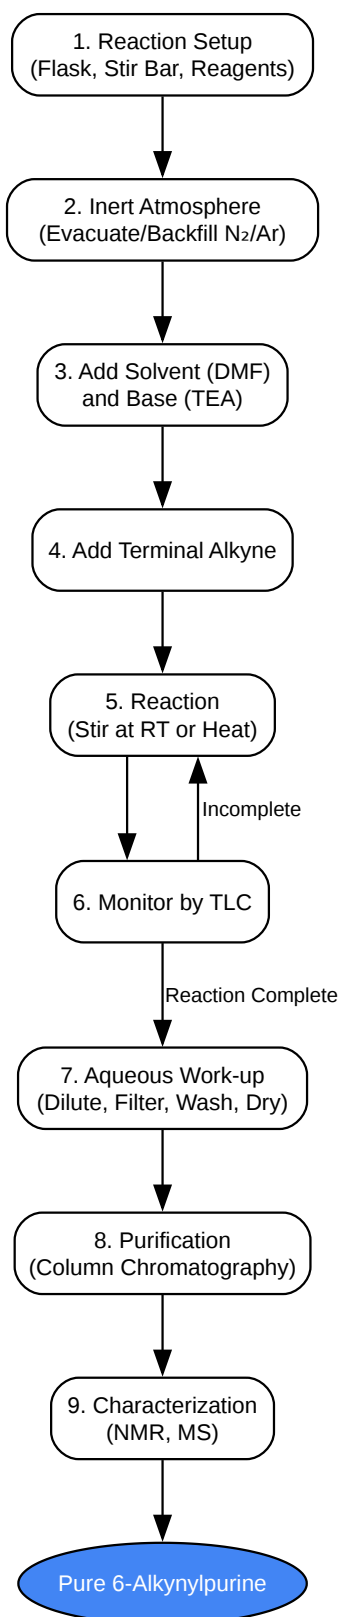 1. Reaction Setup
(Flask, Stir Bar, Reagents)
2. Inert Atmosphere
(Evacuate/Backfill N₂/Ar)
3. Add Solvent (DMF)
and Base (TEA)
4. Add Terminal Alkyne
5. Reaction
(Stir at RT or Heat)
Incomplete
6. Monitor by TLC
Reaction Complete
7. Aqueous Work-up
(Dilute, Filter, Wash, Dry)
8. Purification
(Column Chromatography)
9. Characterization
(NMR, MS)
Pure 6-Alkynylpurine